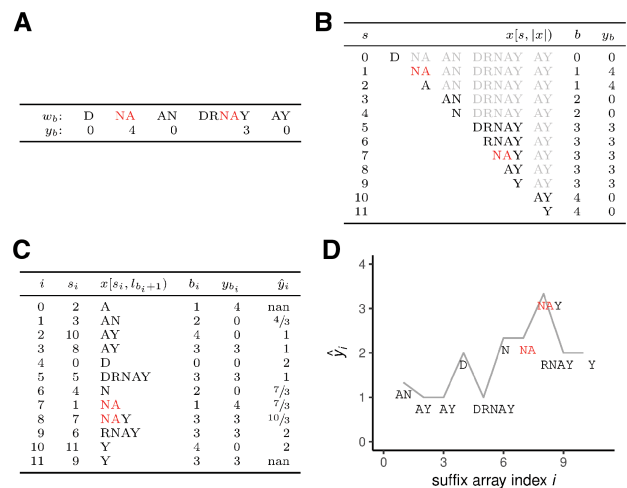 A
w_b: D NA AN DRNAY AY
y_b: 0 4 0 3 0
B
s x[s, |x|) b y_b
0 D NA AN DRNAY AY 0 0
1 NA AN DRNAY AY 1 4
2 A AN DRNAY AY 1 4
3 AN DRNAY AY 2 0
4 N DRNAY AY 2 0
5 DRNAY AY 3 3
6 RNAY AY 3 3
7 NAY AY 3 3
8 AY AY 3 3
9 Y AY 3 3
10 AY 4 0
11 Y 4 0
C
i s_i x[s_i, l_{b_i+1}) b_i y_{b_i} ŷ_i
0 2 A 1 4 nan
1 3 AN 2 0 4/3
2 10 AY 4 0 1
3 8 AY 3 3 1
4 0 D 0 0 2
5 5 DRNAY 3 3 1
6 4 N 2 0 7/3
7 1 NA 1 4 7/3
8 7 NAY 3 3 10/3
9 6 RNAY 3 3 2
10 11 Y 4 0 2
11 9 Y 3 3 nan
D
4
3
2
1
0
ŷ_i
NAY
N NA
D RNAY Y
AN
AY AY DRNAY
0 3 6 9
suffix array index i